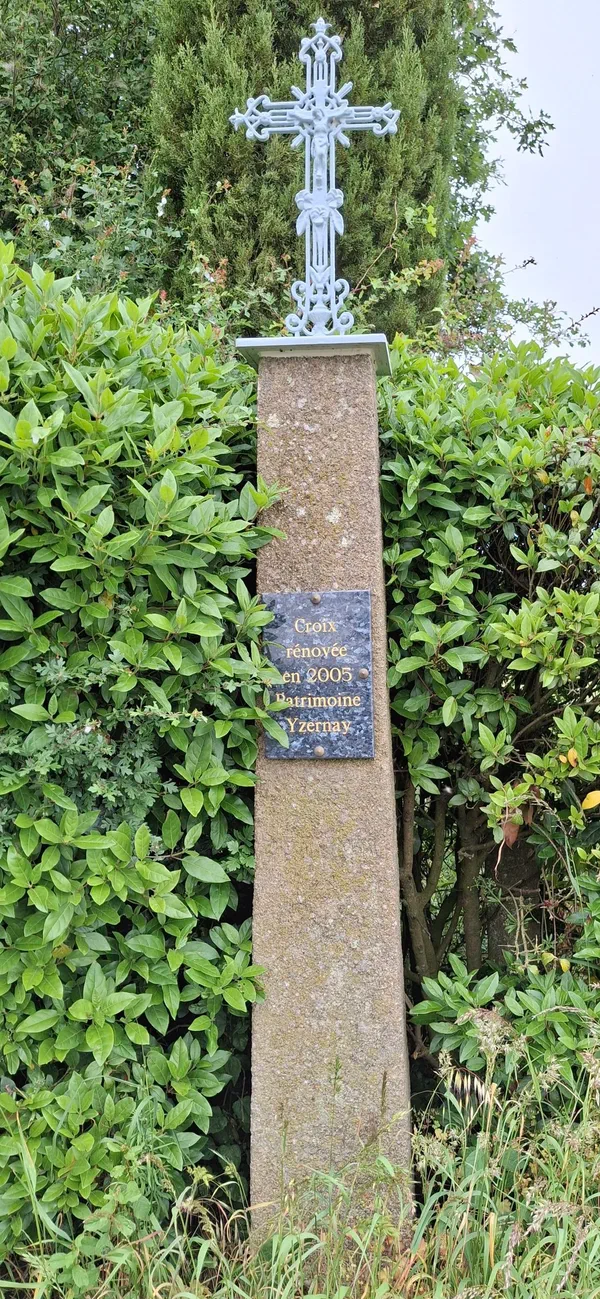 Croix
rénovée
en 2005
Patrimoine
Yzernay